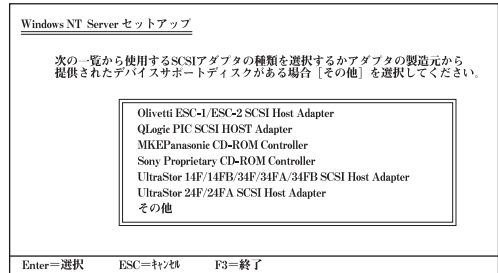 Windows NT Server セットアップ
次の一覧から使用するSCSIアダプタの種類を選択するかアダプタの製造元から
提供されたデバイスサポートディスクがある場合［その他］を選択してください。
Olivetti ESC-1/ESC-2 SCSI Host Adapter
QLogic PIC SCSI HOST Adapter
MKEPanasonic CD-ROM Controller
Sony Proprietary CD-ROM Controller
UltraStor 14F/14FB/34F/34FA/34FB SCSI Host Adapter
UltraStor 24F/24FA SCSI Host Adapter
その他
Enter＝選択 ESC＝ｷｬﾝｾﾙ F3＝終了